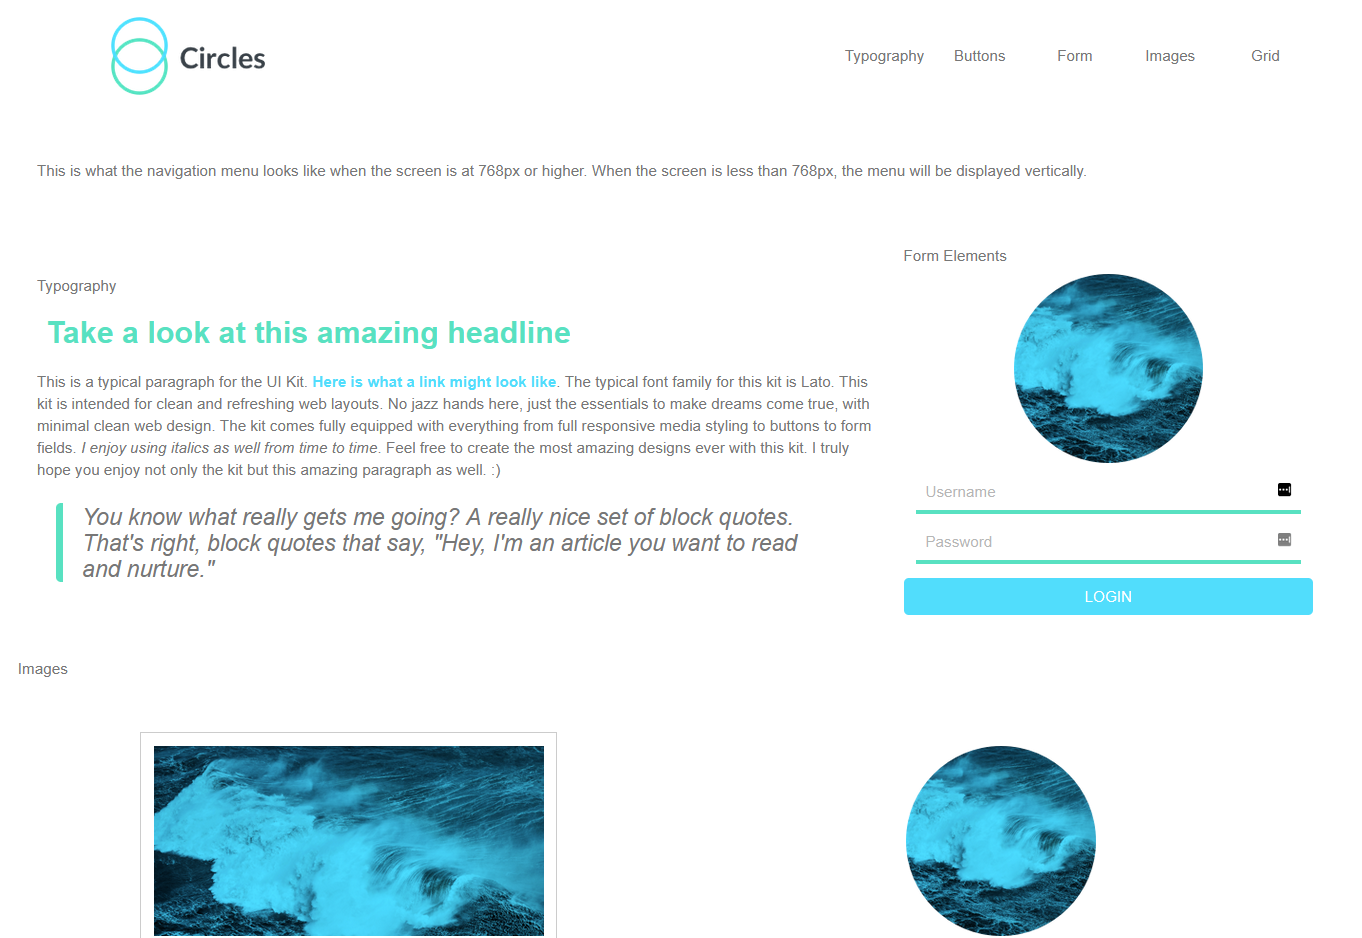 Circles
Typography Buttons Form Images Grid
This is what the navigation menu looks like when the screen is at 768px or higher. When the screen is less than 768px, the menu will be displayed vertically.
Typography
Take a look at this amazing headline
This is a typical paragraph for the UI Kit. Here is what a link might look like. The typical font family for this kit is Lato. This
kit is intended for clean and refreshing web layouts. No jazz hands here, just the essentials to make dreams come true, with
minimal clean web design. The kit comes fully equipped with everything from full responsive media styling to buttons to form
fields. I enjoy using italics as well from time to time. Feel free to create the most amazing designs ever with this kit. I truly
hope you enjoy not only the kit but this amazing paragraph as well. :)
You know what really gets me going? A really nice set of block quotes.
That's right, block quotes that say, "Hey, I'm an article you want to read
and nurture."
Form Elements
Username
Password
LOGIN
Images